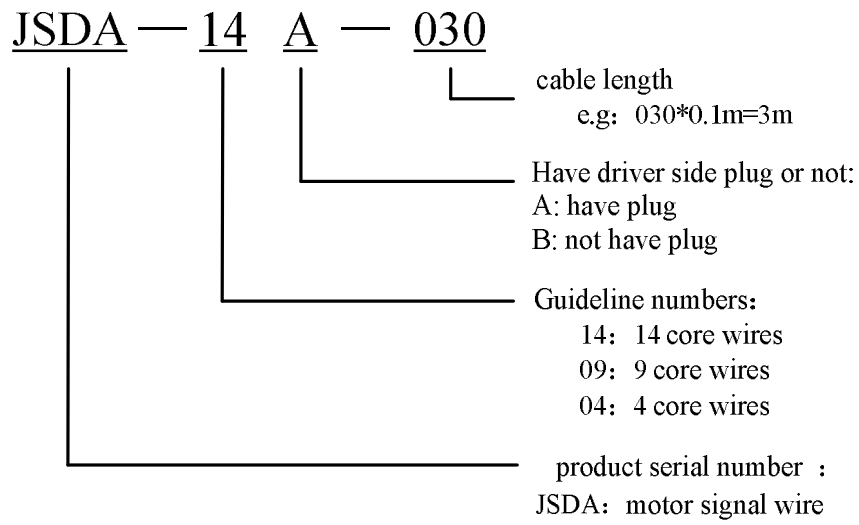 JSDA — 14 A — 030
cable length
e.g：030*0.1m=3m
Have driver side plug or not:
A: have plug
B: not have plug
Guideline numbers：
14：14 core wires
09：9 core wires
04：4 core wires
product serial number ：
JSDA：motor signal wire